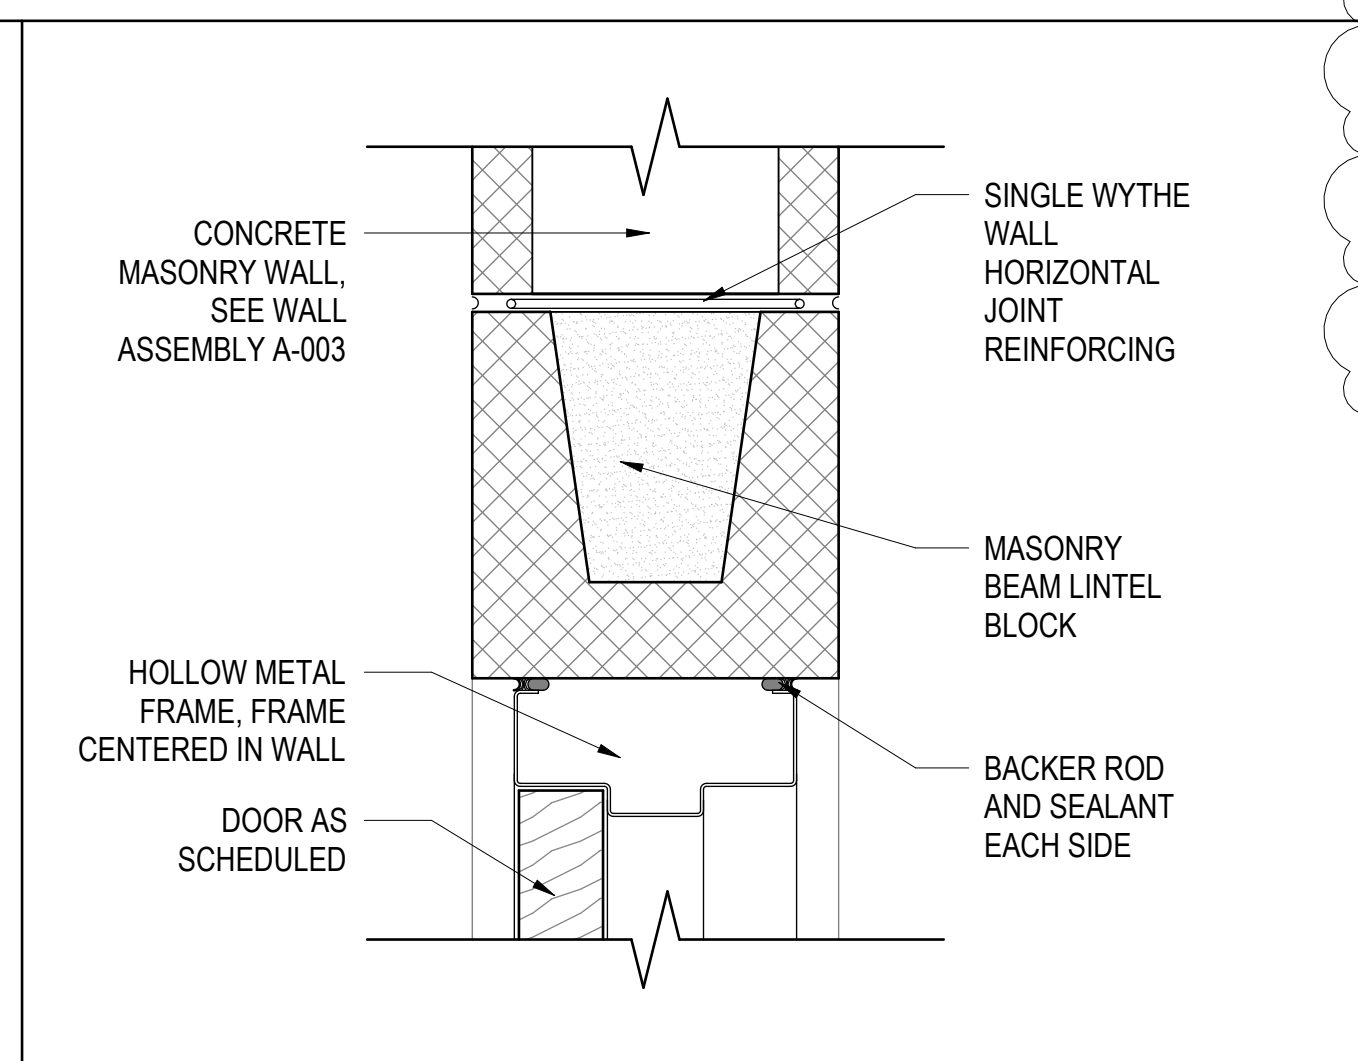 CONCRETE
MASONRY WALL,
SEE WALL
ASSEMBLY A-003
SINGLE WYTHE
WALL
HORIZONTAL
JOINT
REINFORCING
MASONRY
BEAM LINTEL
BLOCK
HOLLOW METAL
FRAME, FRAME
CENTERED IN WALL
DOOR AS
SCHEDULED
BACKER ROD
AND SEALANT
EACH SIDE